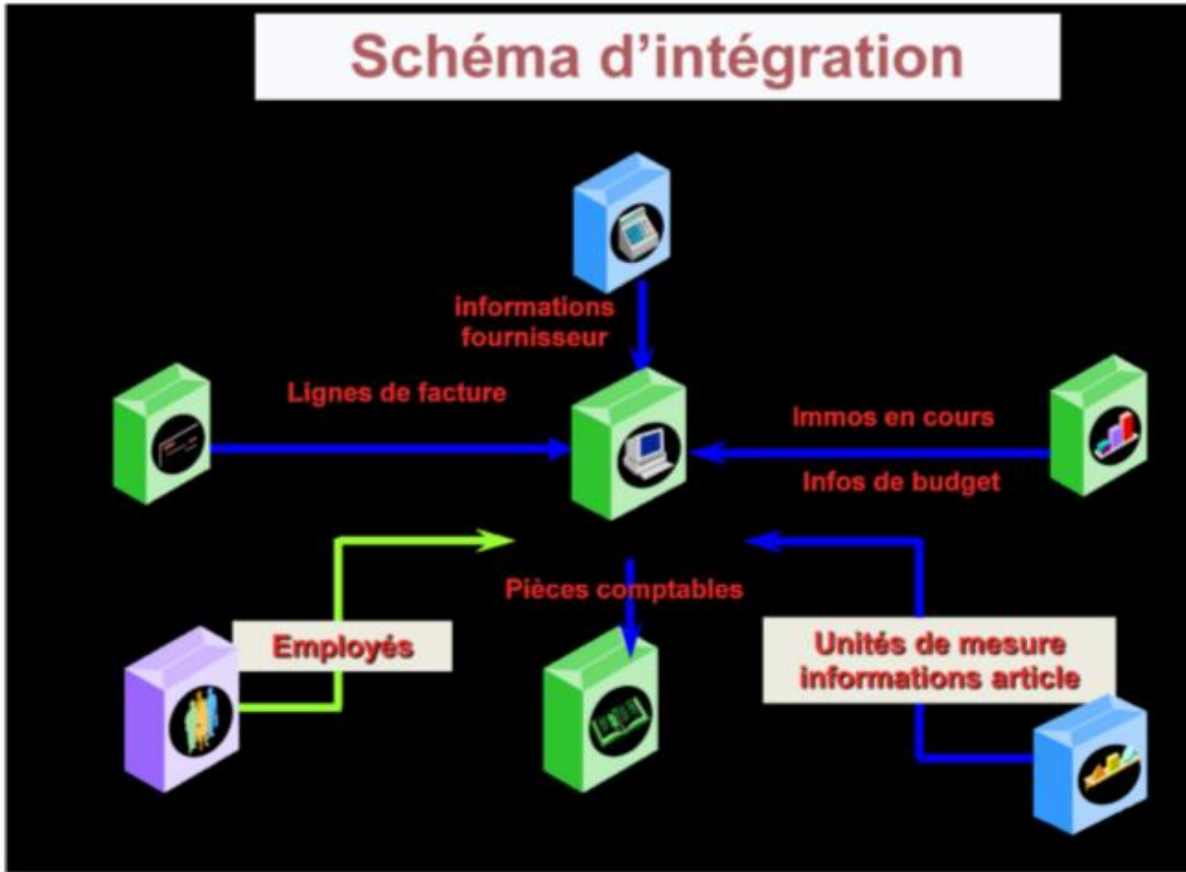 Schéma d'intégration
informations
fournisseur
Lignes de facture
Immos en cours
Infos de budget
Pièces comptables
Employés
Unités de mesure
informations article